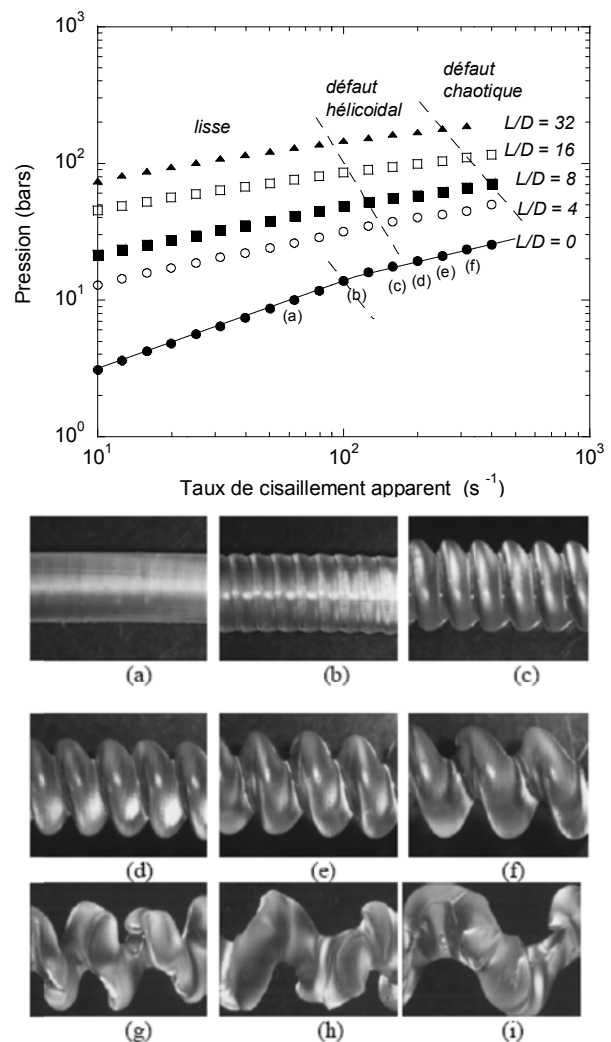 10³
10²
10¹
10⁰
Pression (bars)
lisse
défaut
hélicoidal
défaut
chaotique
L/D = 32
L/D = 16
L/D = 8
L/D = 4
L/D = 0
(a)
(b)
(c)
(d)
(e)
(f)
10¹
10²
10³
Taux de cisaillement apparent (s ⁻¹)
(a)
(b)
(c)
(d)
(e)
(f)
(g)
(h)
(i)